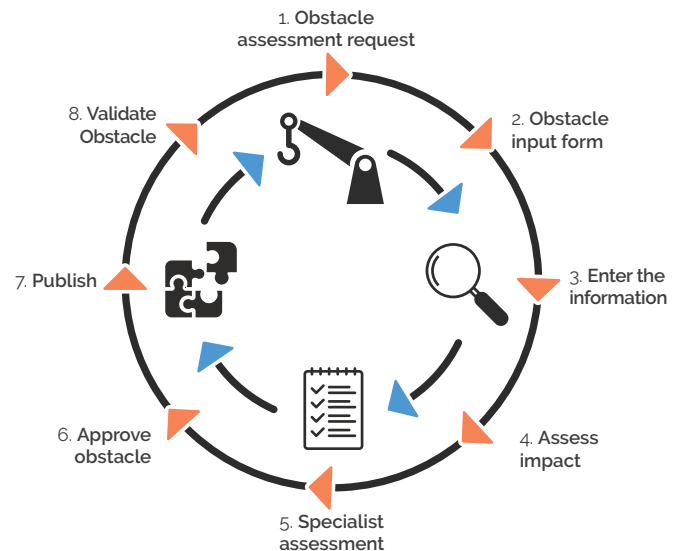 1. Obstacle
assessment request
2. Obstacle
input form
3. Enter the
information
4. Assess
impact
5. Specialist
assessment
6. Approve
obstacle
7. Publish
8. Validate
Obstacle